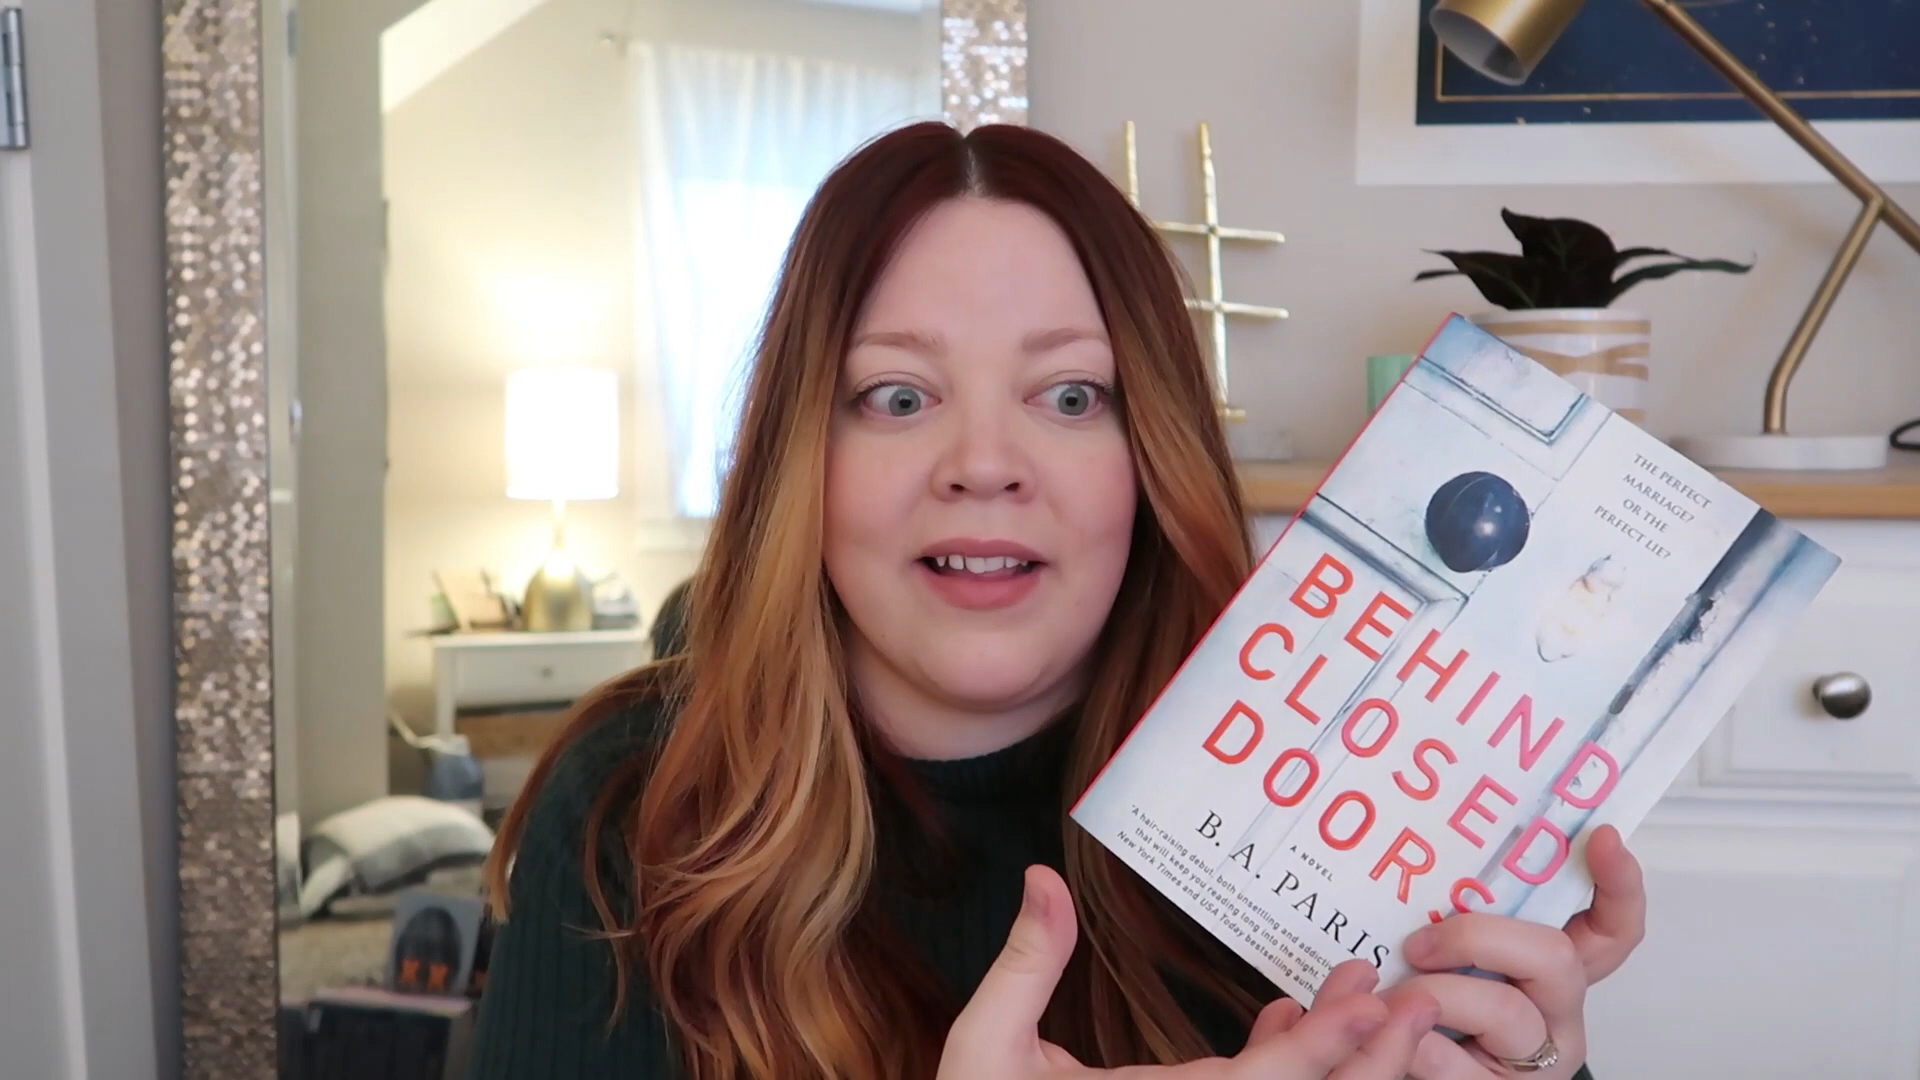 THE PERFECT
MARRIAGE?
OR THE
PERFECT LIE?
BEHIND
CLOSED
DOORS
A NOVEL
B. A. PARIS
"A hair-raising debut, both unsettling and addictive
that will keep you reading long into the night."
New York Times and USA Today bestselling